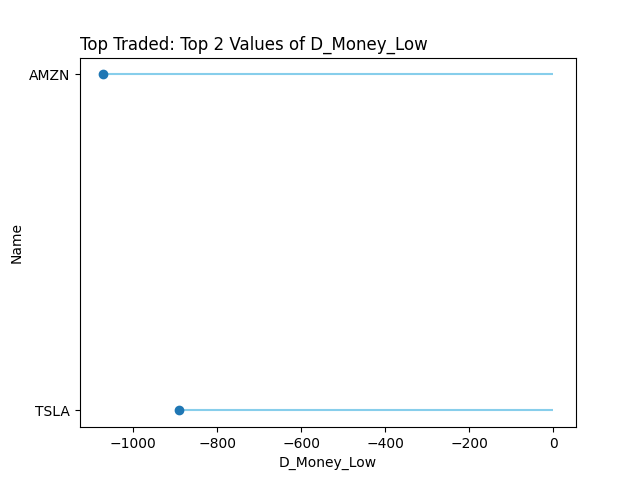 Top Traded: Top 2 Values of D_Money_Low
AMZN
Name
TSLA
−1000
−800
−600
−400
−200
0
D_Money_Low